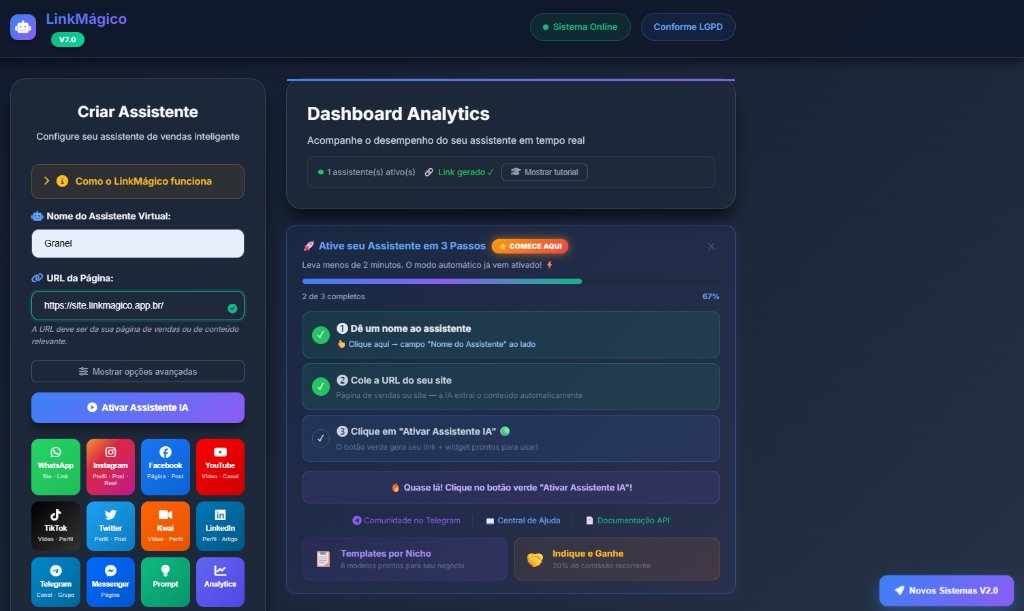 LinkMágico
V7.0
Sistema Online
Conforme LGPD
Criar Assistente
Configure seu assistente de vendas inteligente
Como o LinkMágico funciona
Nome do Assistente Virtual:
Granel
URL da Página:
https://site.linkmagico.app.br/
A URL deve ser da sua página de vendas ou de conteúdo
relevante.
Mostrar opções avançadas
Ativar Assistente IA
WhatsApp
Bio · Link
Instagram
Perfil · Post ·
Reel
Facebook
Página · Post
YouTube
Vídeo · Canal
TikTok
Vídeo · Perfil
Twitter
Perfil · Post
Kwai
Vídeo · Perfil
LinkedIn
Perfil · Artigo
Telegram
Canal · Grupo
Messenger
Página
Prompt
Analytics
Dashboard Analytics
Acompanhe o desempenho do seu assistente em tempo real
1 assistente(s) ativo(s)
Link gerado ✓
Mostrar tutorial
Ative seu Assistente em 3 Passos
COMECE AQUI
Leva menos de 2 minutos. O modo automático já vem ativado!
2 de 3 completos
67%
1 Dê um nome ao assistente
Clique aqui → campo "Nome do Assistente" ao lado
2 Cole a URL do seu site
Página de vendas ou site — a IA extrai o conteúdo automaticamente
3 Clique em "Ativar Assistente IA"
O botão verde gera seu link + widget prontos para usar!
Quase lá! Clique no botão verde "Ativar Assistente IA"!
Comunidade no Telegram
Central de Ajuda
Documentação API
Templates por Nicho
8 modelos prontos para seu negócio
Indique e Ganhe
20% de comissão recorrente
Novos Sistemas V2.0